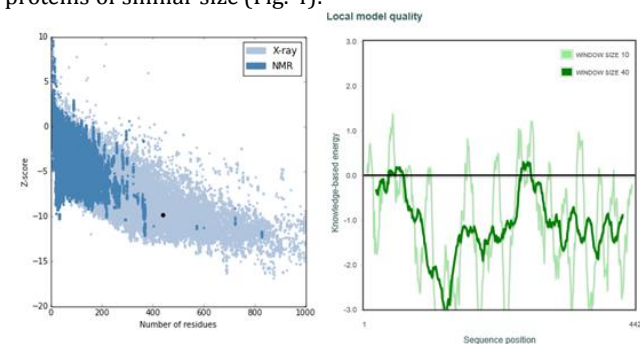 proteins of similar size (Fig. 4).
Local model quality
10
5
0
−5
−10
−15
−20
Z-score
X-ray
NMR
0
200
400
600
800
1000
Number of residues
3.0
2.0
1.0
0.0
-1.0
-2.0
-3.0
Knowledge-based energy
WINDOW SIZE 10
WINDOW SIZE 40
1
442
Sequence position